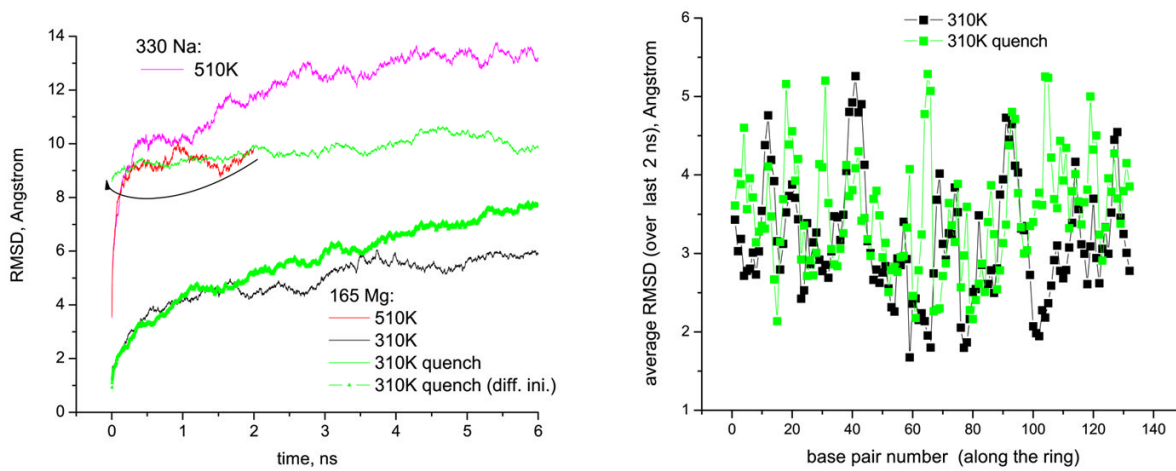 RMSD, Angstrom
14
12
10
8
6
4
2
0
330 Na:
510K
165 Mg:
510K
310K
310K quench
310K quench (diff. ini.)
0 1 2 3 4 5 6
time, ns
average RMSD (over last 2 ns), Angstrom
6
5
4
3
2
1
310K
310K quench
0 20 40 60 80 100 120 140
base pair number (along the ring)